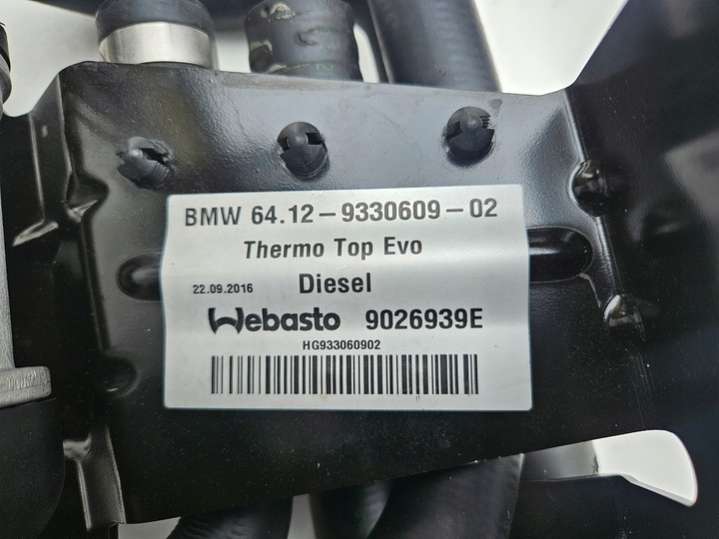 BMW 64.12-9330609-02
Thermo Top Evo
22.09.2016 Diesel
Webasto 9026939E
HG933060902